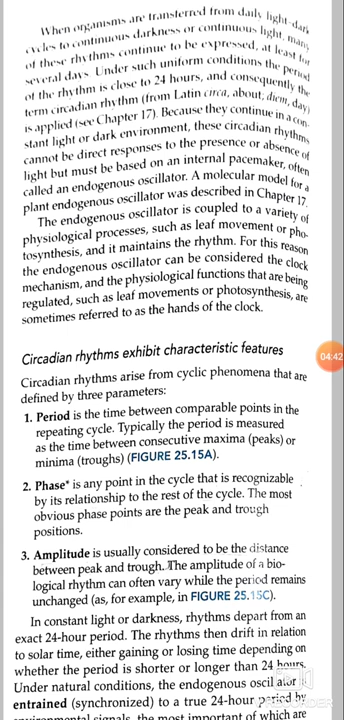 When organisms are transferred from daily light-dark
cycles to continuous darkness or continuous light, many
of these rhythms continue to be expressed, at least for
several days. Under such uniform conditions the period
of the rhythm is close to 24 hours, and consequently the
term circadian rhythm (from Latin circa, about; diem, day)
is applied (see Chapter 17). Because they continue in a con-
stant light or dark environment, these circadian rhythms
cannot be direct responses to the presence or absence of
light but must be based on an internal pacemaker, often
called an endogenous oscillator. A molecular model for a
plant endogenous oscillator was described in Chapter 17.
The endogenous oscillator is coupled to a variety of
physiological processes, such as leaf movement or pho-
tosynthesis, and it maintains the rhythm. For this reason
the endogenous oscillator can be considered the clock
mechanism, and the physiological functions that are being
regulated, such as leaf movements or photosynthesis, are
sometimes referred to as the hands of the clock.
Circadian rhythms exhibit characteristic features
04:42
Circadian rhythms arise from cyclic phenomena that are
defined by three parameters:
1. Period is the time between comparable points in the
repeating cycle. Typically the period is measured
as the time between consecutive maxima (peaks) or
minima (troughs) (FIGURE 25.15A).
2. Phase* is any point in the cycle that is recognizable
by its relationship to the rest of the cycle. The most
obvious phase points are the peak and trough
positions.
3. Amplitude is usually considered to be the distance
between peak and trough. The amplitude of a bio-
logical rhythm can often vary while the period remains
unchanged (as, for example, in FIGURE 25.15C).
In constant light or darkness, rhythms depart from an
exact 24-hour period. The rhythms then drift in relation
to solar time, either gaining or losing time depending on
whether the period is shorter or longer than 24 hours.
Under natural conditions, the endogenous oscillator is
entrained (synchronized) to a true 24-hour period by
environmental signals, the most important of which are